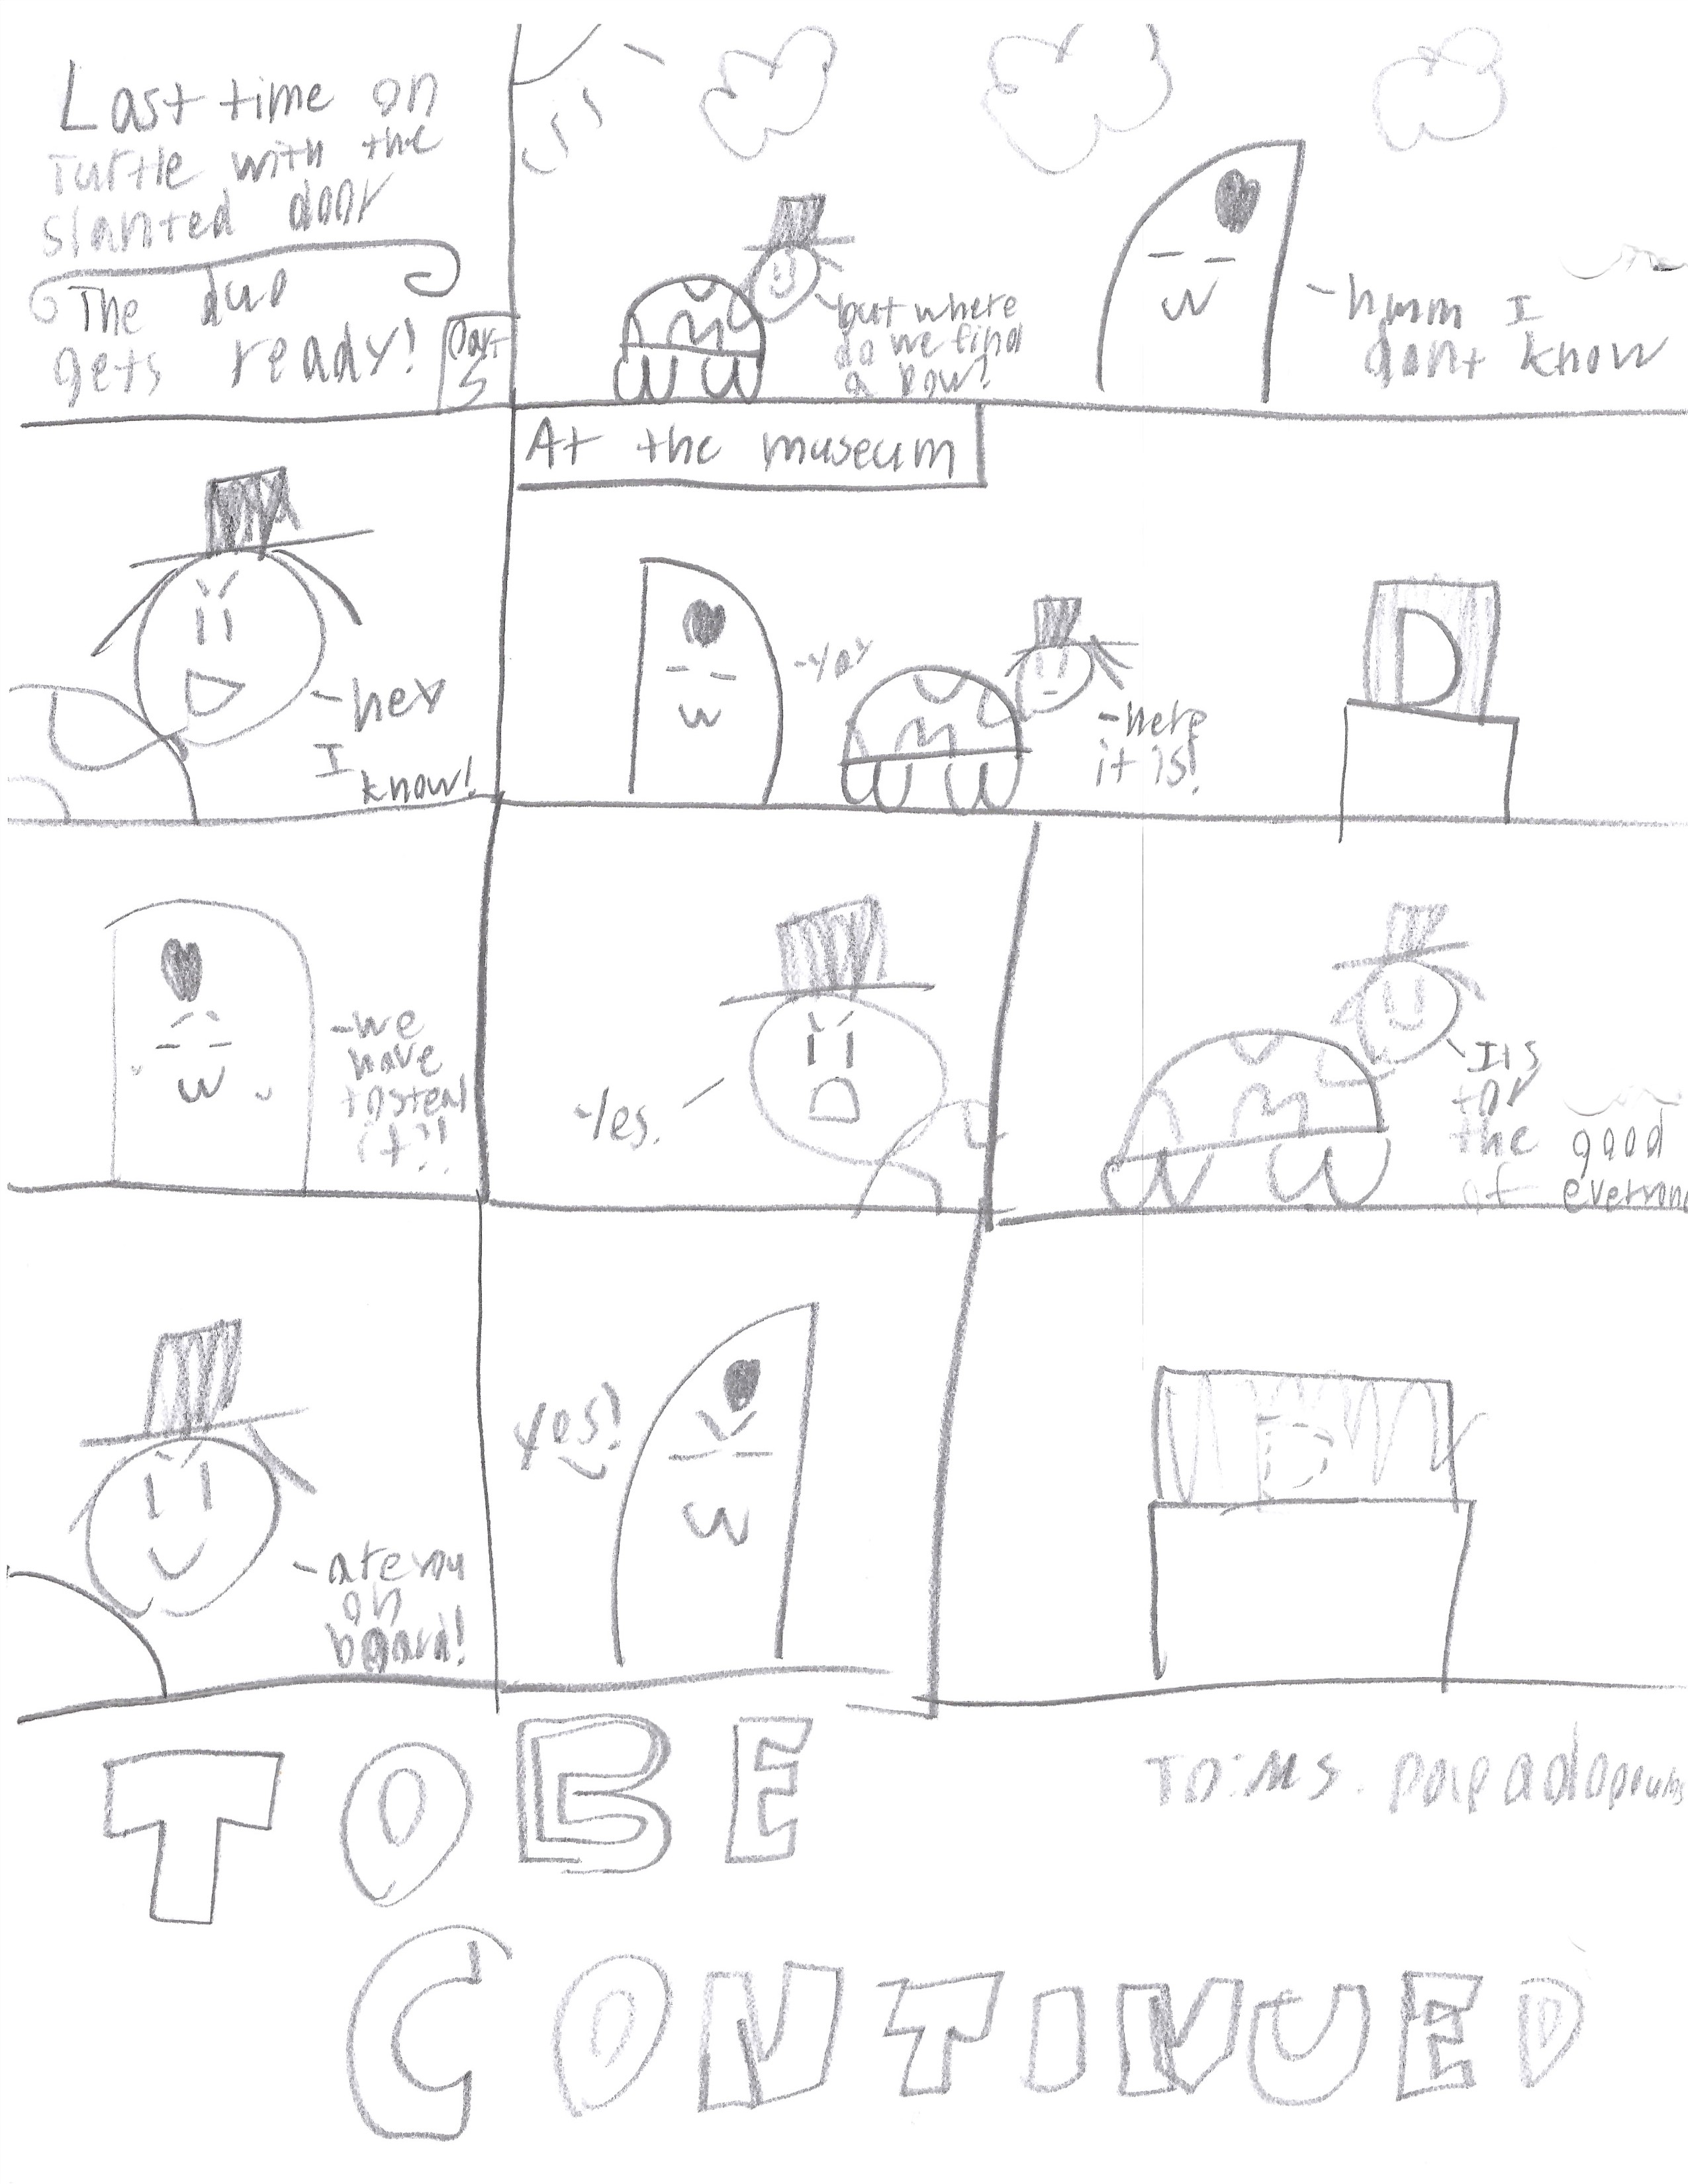 Last time on
Turtle with the
slanted door
The duo
gets ready!
Part
5
-but where
do we find
a bow?
-hmm I
dont know
-hey
I
know!
At the museum
-yay
-here
it is!
-we
have
to steal
it?!
-Yes.
-Its
for
the good
of everyone
-are you
on
board!
Yes!
TO BE
To: Ms. papadopoulos
CONTINUED